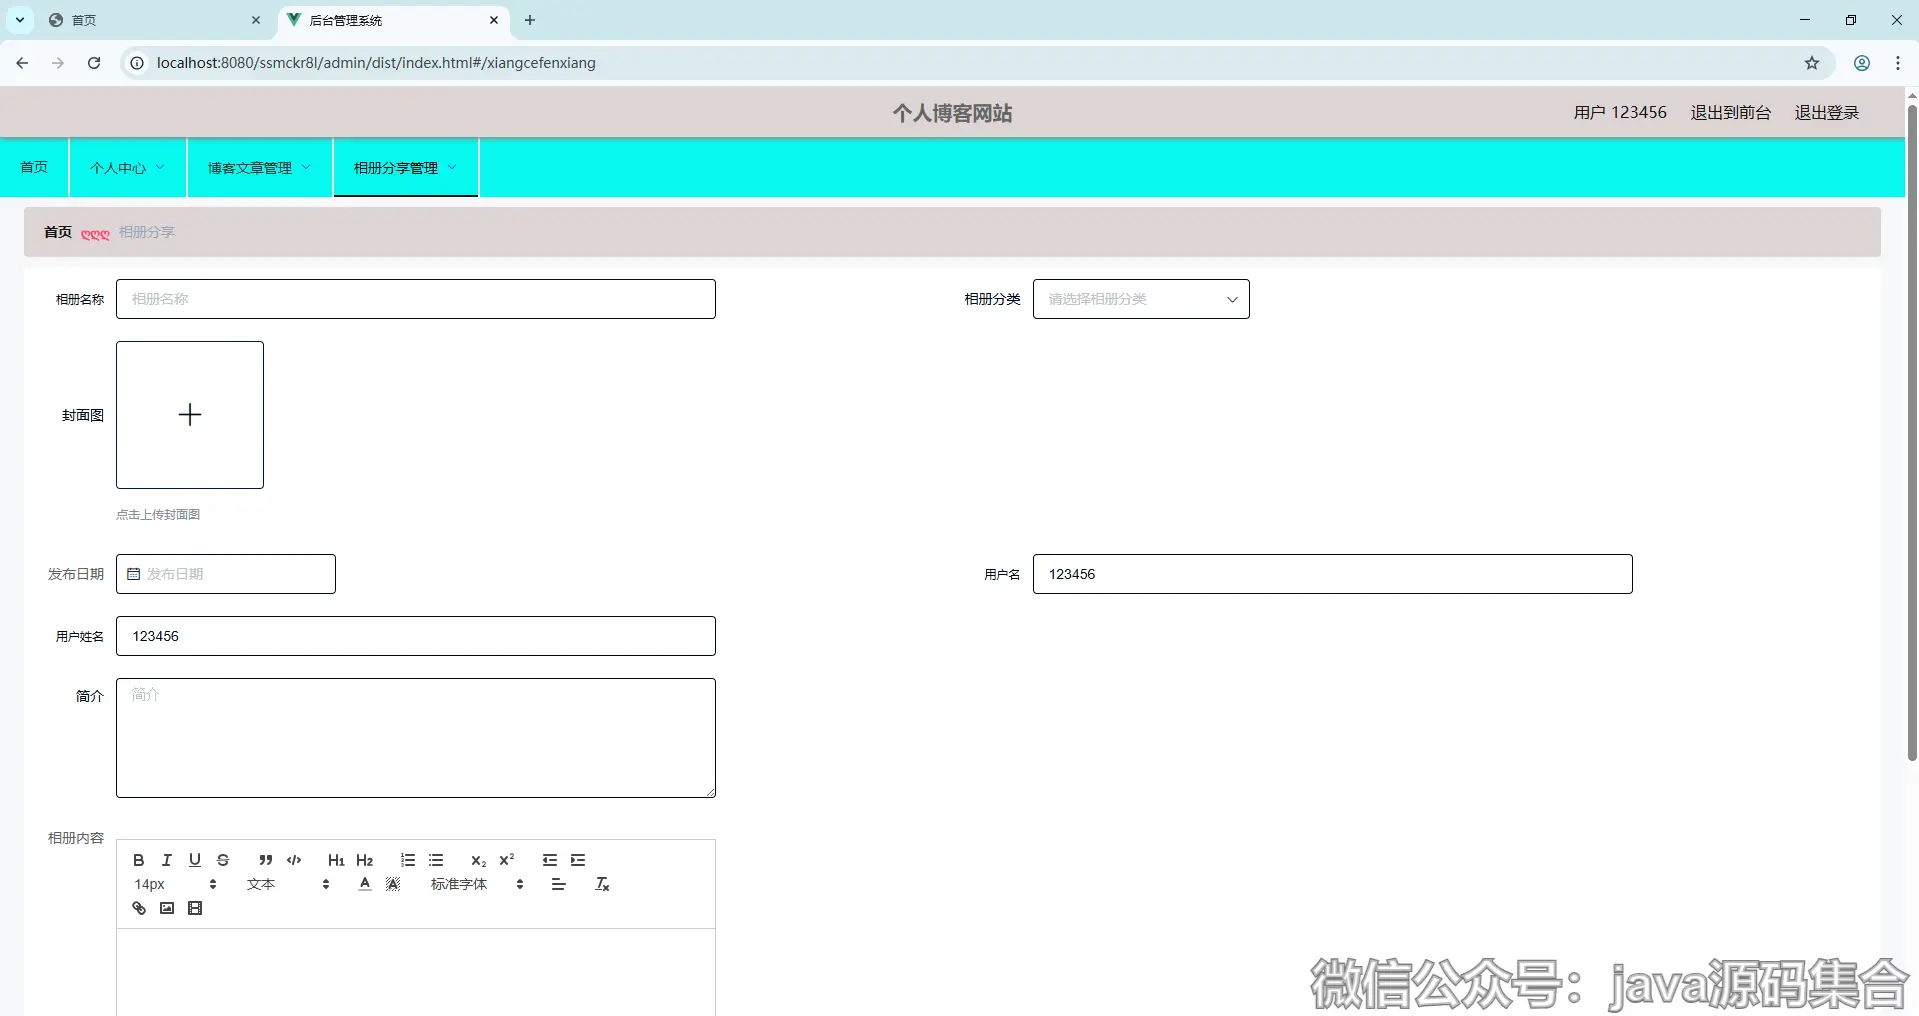 首页
后台管理系统
localhost:8080/ssmckr8l/admin/dist/index.html#/xiangcefenxiang
个人博客网站
用户 123456 退出到前台 退出登录
首页 个人中心 博客文章管理 相册分享管理
首页 ღღღ 相册分享
相册名称 相册名称
相册分类 请选择相册分类
封面图
点击上传封面图
发布日期 发布日期
用户名 123456
用户姓名 123456
简介 简介
相册内容
B I U S ” </> H1 H2 x₂ x²
14px 文本 A A 标准字体 Tx
微信公众号：java源码集合